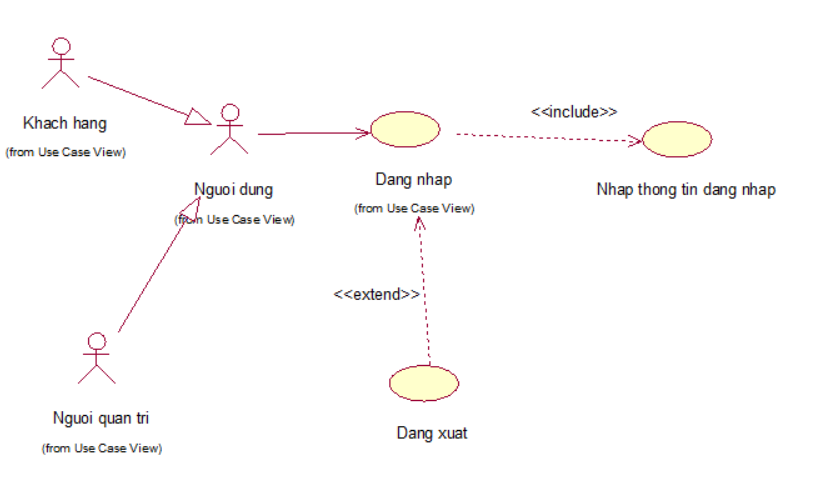 Khach hang
(from Use Case View)
Nguoi dung
(from Use Case View)
Dang nhap
(from Use Case View)
<<include>>
Nhap thong tin dang nhap
<<extend>>
Nguoi quan tri
(from Use Case View)
Dang xuat